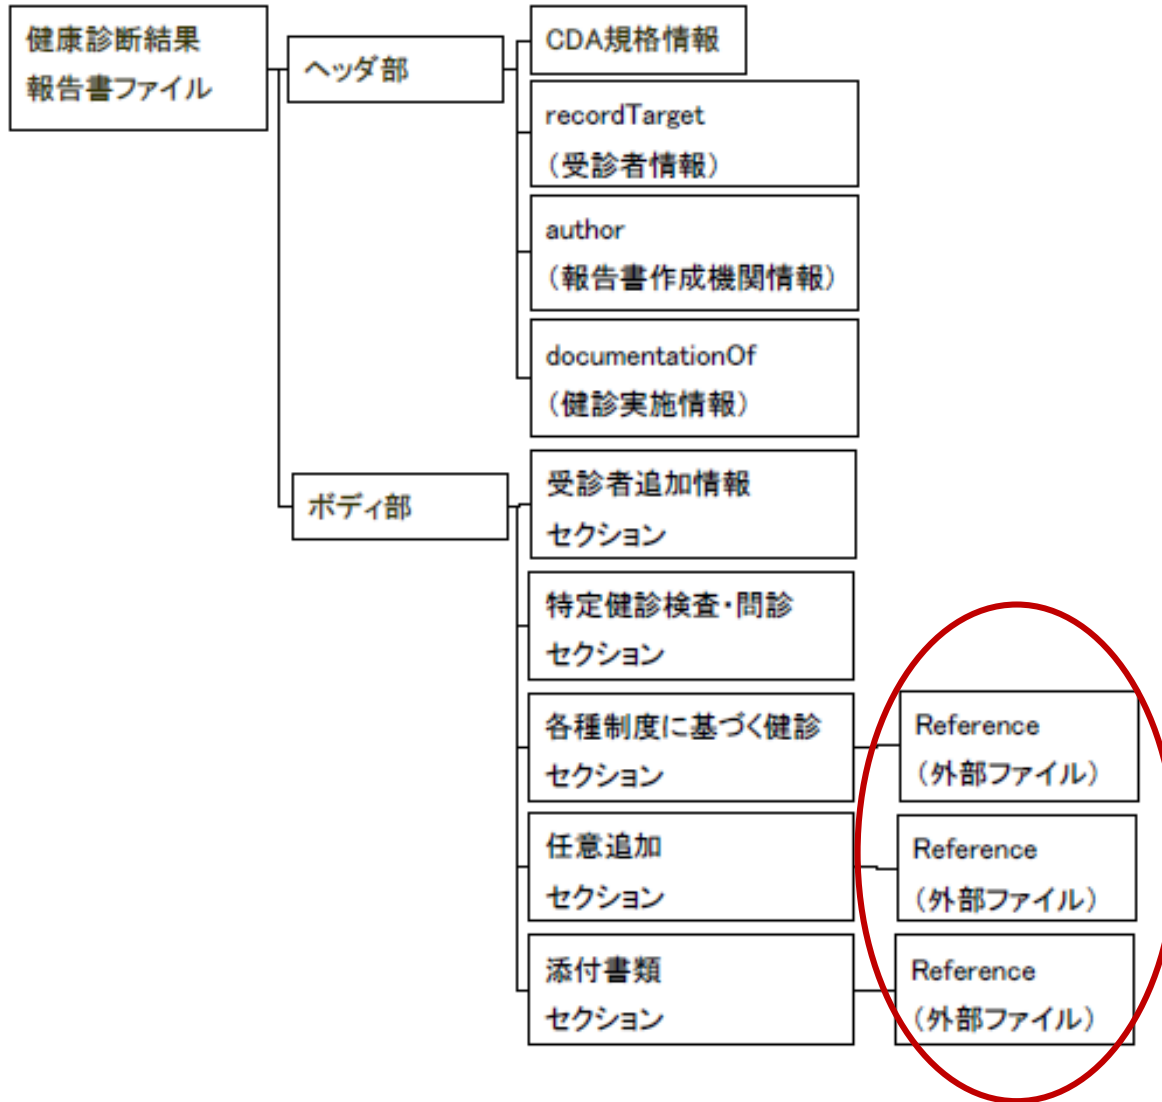 健康診断結果
報告書ファイル
ヘッダ部
CDA規格情報
recordTarget
（受診者情報）
author
（報告書作成機関情報）
documentationOf
（健診実施情報）
ボディ部
受診者追加情報
セクション
特定健診検査・問診
セクション
各種制度に基づく健診
セクション
Reference
（外部ファイル）
任意追加
セクション
Reference
（外部ファイル）
添付書類
セクション
Reference
（外部ファイル）